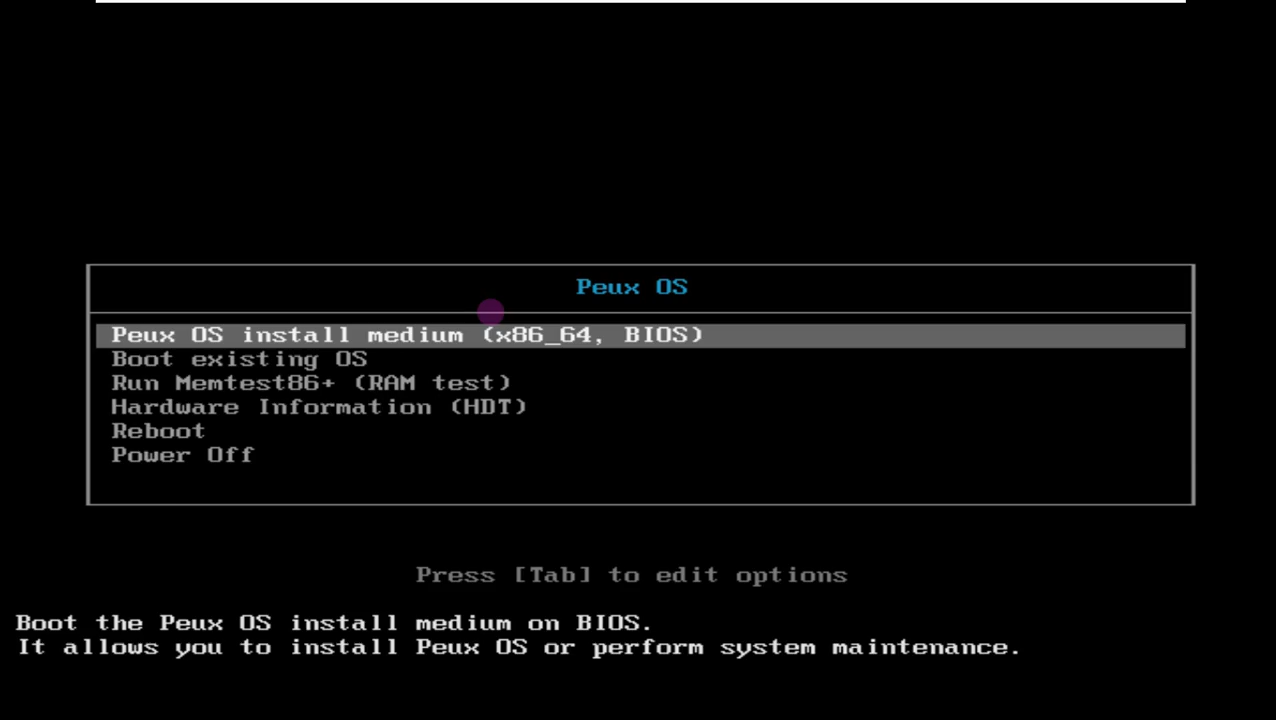 Peux OS
Peux OS install medium (x86_64, BIOS)
Boot existing OS
Run Memtest86+ (RAM test)
Hardware Information (HDT)
Reboot
Power Off
Press [Tab] to edit options
Boot the Peux OS install medium on BIOS.
It allows you to install Peux OS or perform system maintenance.